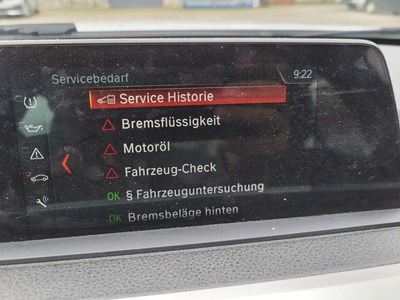 Servicebedarf
9:22
Service Historie
Bremsflüssigkeit
Motoröl
Fahrzeug-Check
OK § Fahrzeuguntersuchung
OK Bremsbeläge hinten